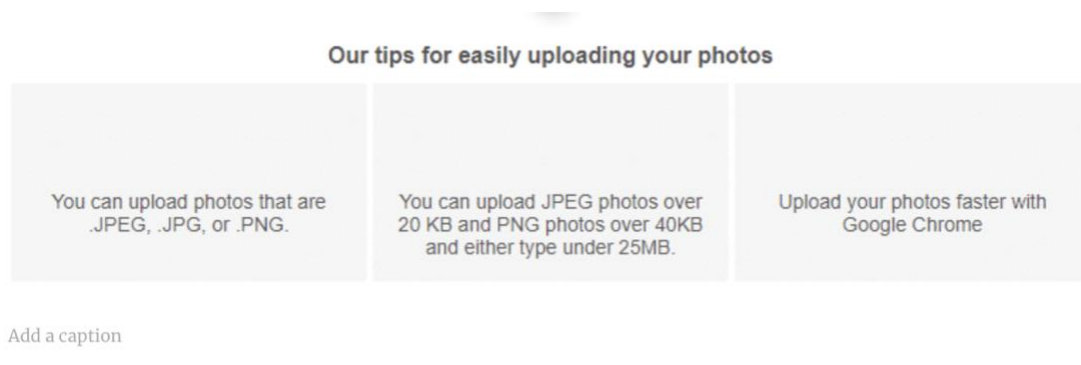 Our tips for easily uploading your photos
You can upload photos that are
.JPEG, .JPG, or .PNG.
You can upload JPEG photos over
20 KB and PNG photos over 40KB
and either type under 25MB.
Upload your photos faster with
Google Chrome
Add a caption